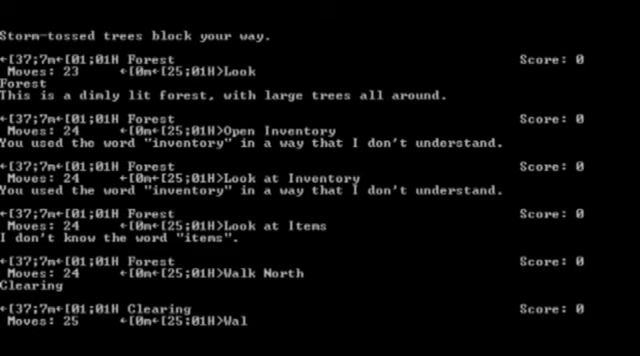 Storm-tossed trees block your way.
←[37;7m←[01;01H Forest Score: 0
Moves: 23 ←[0m←[25;01H>Look
Forest
This is a dimly lit forest, with large trees all around.
←[37;7m←[01;01H Forest Score: 0
Moves: 24 ←[0m←[25;01H>Open Inventory
You used the word "inventory" in a way that I don't understand.
←[37;7m←[01;01H Forest Score: 0
Moves: 24 ←[0m←[25;01H>Look at Inventory
You used the word "inventory" in a way that I don't understand.
←[37;7m←[01;01H Forest Score: 0
Moves: 24 ←[0m←[25;01H>Look at Items
I don't know the word "items".
←[37;7m←[01;01H Forest Score: 0
Moves: 24 ←[0m←[25;01H>Walk North
Clearing
←[37;7m←[01;01H Clearing Score: 0
Moves: 25 ←[0m←[25;01H>Wal